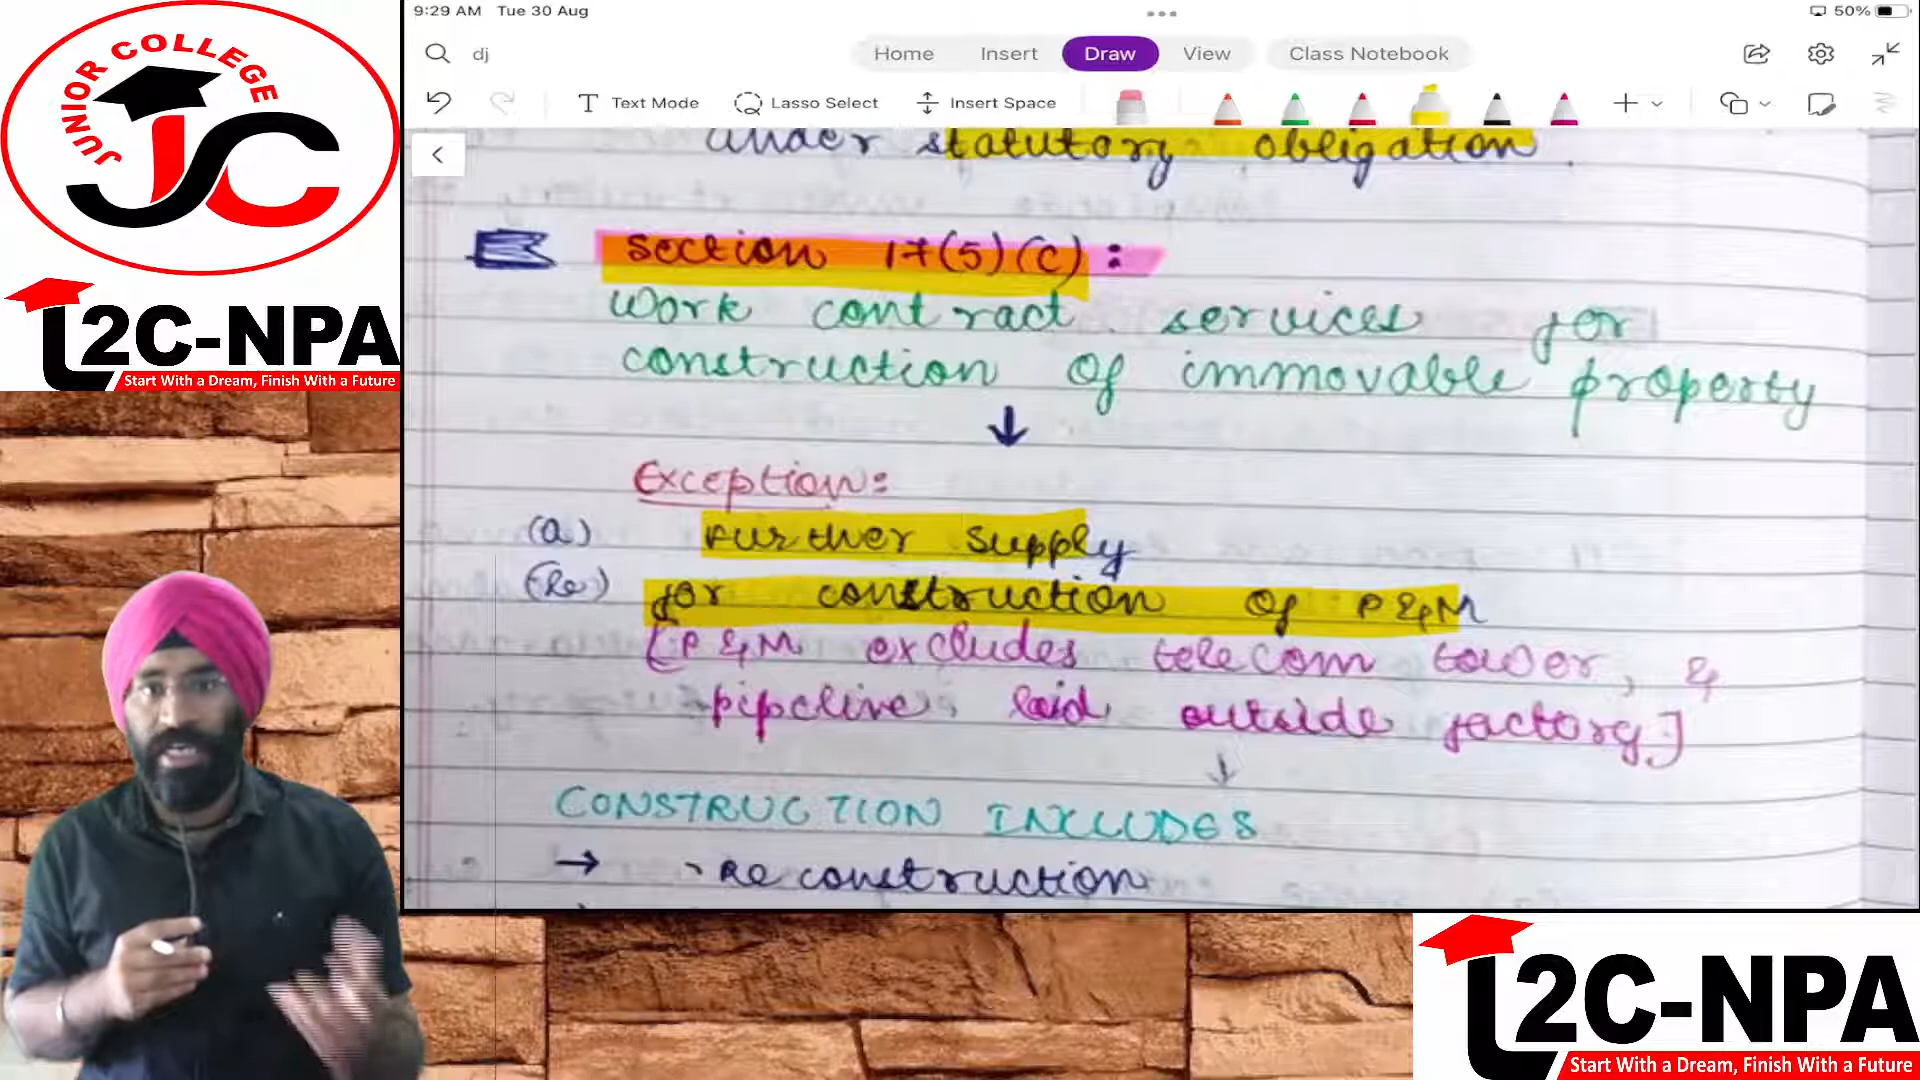 JUNIOR COLLEGE
JC
L2C-NPA
Start With a Dream, Finish With a Future
9:29 AM Tue 30 Aug
50%
dj
Home Insert Draw View Class Notebook
Text Mode Lasso Select Insert Space
under statutory obligation
Section 17(5)(C) :
Work contract services for
construction of immovable property
Exception:
(a) Further Supply
for construction of P&M
[P&M excludes telecom tower, &
pipeline laid outside factory]
CONSTRUCTION INCLUDES
→ Reconstruction
L2C-NPA
Start With a Dream, Finish With a Future